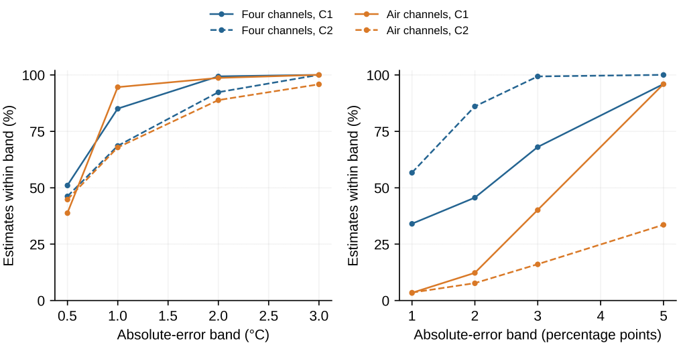 Four channels, C1
Air channels, C1
Four channels, C2
Air channels, C2
Estimates within band (%)
100
75
50
25
0
0.5
1.0
1.5
2.0
2.5
3.0
Absolute-error band (°C)
Estimates within band (%)
100
75
50
25
0
1
2
3
4
5
Absolute-error band (percentage points)